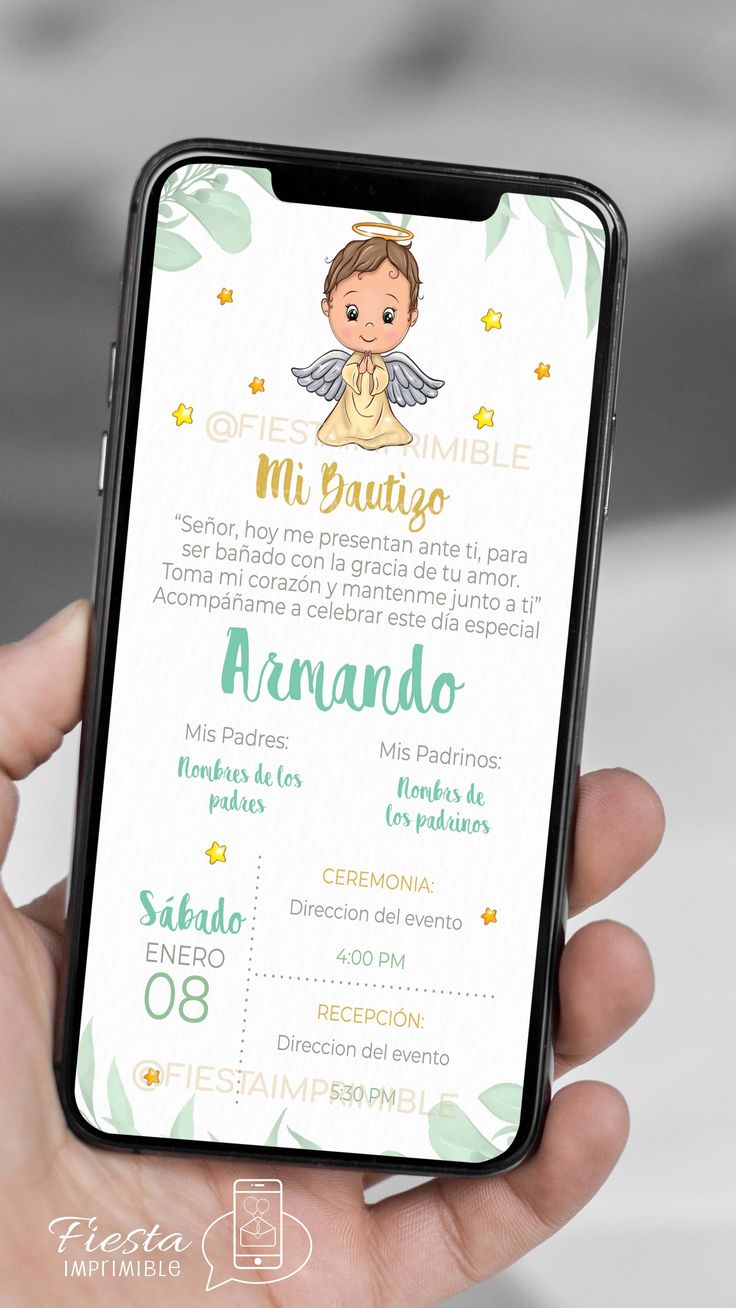 @FIESTAIMPRIMIBLE
Mi Bautizo
“Señor, hoy me presentan ante ti, para
ser bañado con la gracia de tu amor.
Toma mi corazón y mantenme junto a ti”
Acompáñame a celebrar este día especial
Armando
Mis Padres:
Nombres de los
padres
Mis Padrinos:
Nombrs de
los padrinos
Sábado
ENERO
08
CEREMONIA:
Direccion del evento
4:00 PM
RECEPCIÓN:
Direccion del evento
5:30 PM
@FIESTAIMPRIMIBLE
Fiesta
IMPRIMIBLE